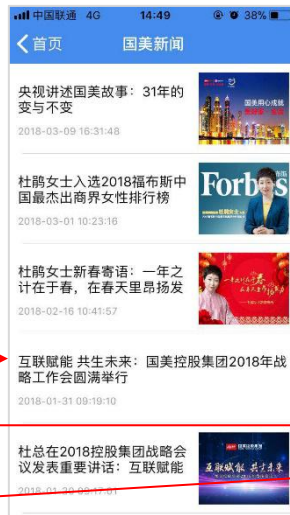 中国联通 4G 14:49 38%
首页 国美新闻
央视讲述国美故事：31年的
变与不变
2018-03-09 16:31:48
国美用心成就
杜鹃女士入选2018福布斯中
国最杰出商界女性排行榜
2018-03-01 10:23:16
Forbes
杜鹃女士新春寄语：一年之
计在于春，在春天里昂扬发
2018-02-16 10:41:57
互联赋能 共生未来：国美控股集团2018年战
略工作会圆满举行
2018-01-31 09:19:10
杜总在2018控股集团战略会
议发表重要讲话：互联赋能
互联赋能 共生未来